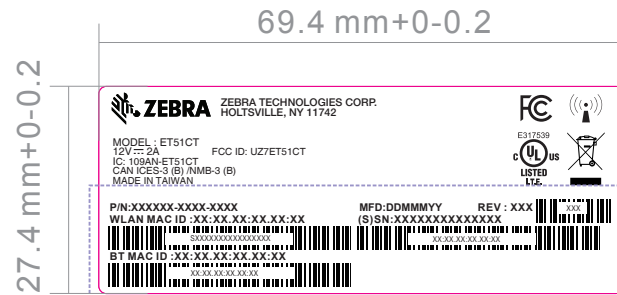 69.4 mm+0-0.2
27.4 mm+0-0.2
ZEBRA
ZEBRA TECHNOLOGIES CORP.
HOLTSVILLE, NY 11742
FC
MODEL : ET51CT
12V 2A FCC ID: UZ7ET51CT
IC: 109AN-ET51CT
CAN ICES-3 (B) /NMB-3 (B)
MADE IN TAIWAN
E317539
C UL US
LISTED
I.T.E.
P/N:XXXXXX-XXXX-XXXX MFD:DDMMMYY REV : XXX XXX
WLAN MAC ID :XX:XX.XX:XX.XX:XX (S)SN:XXXXXXXXXXXXXX
SXXXXXXXXXXXXXXXX XX:XX.XX:XX.XX:XX
BT MAC ID :XX:XX.XX:XX.XX:XX
XX:XX.XX:XX.XX:XX